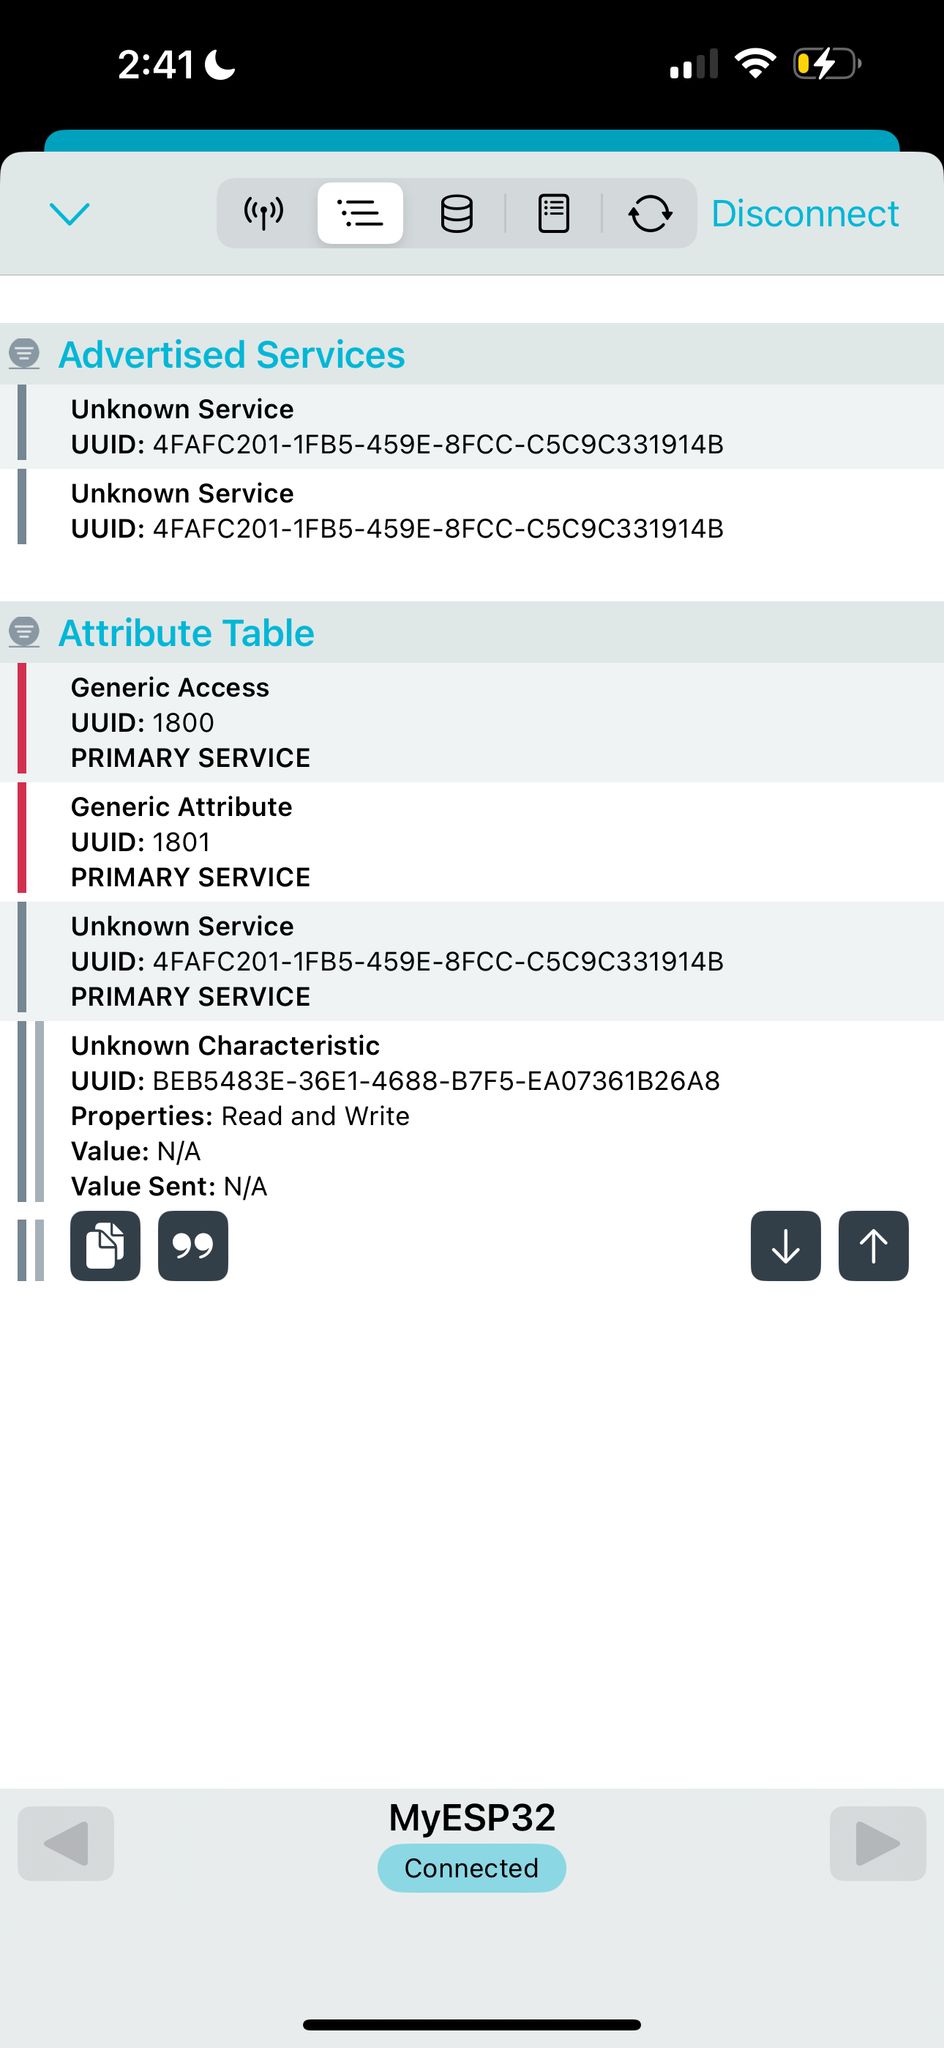 2:41
Disconnect
Advertised Services
Unknown Service
UUID: 4FAFC201-1FB5-459E-8FCC-C5C9C331914B
Unknown Service
UUID: 4FAFC201-1FB5-459E-8FCC-C5C9C331914B
Attribute Table
Generic Access
UUID: 1800
PRIMARY SERVICE
Generic Attribute
UUID: 1801
PRIMARY SERVICE
Unknown Service
UUID: 4FAFC201-1FB5-459E-8FCC-C5C9C331914B
PRIMARY SERVICE
Unknown Characteristic
UUID: BEB5483E-36E1-4688-B7F5-EA07361B26A8
Properties: Read and Write
Value: N/A
Value Sent: N/A
MyESP32
Connected